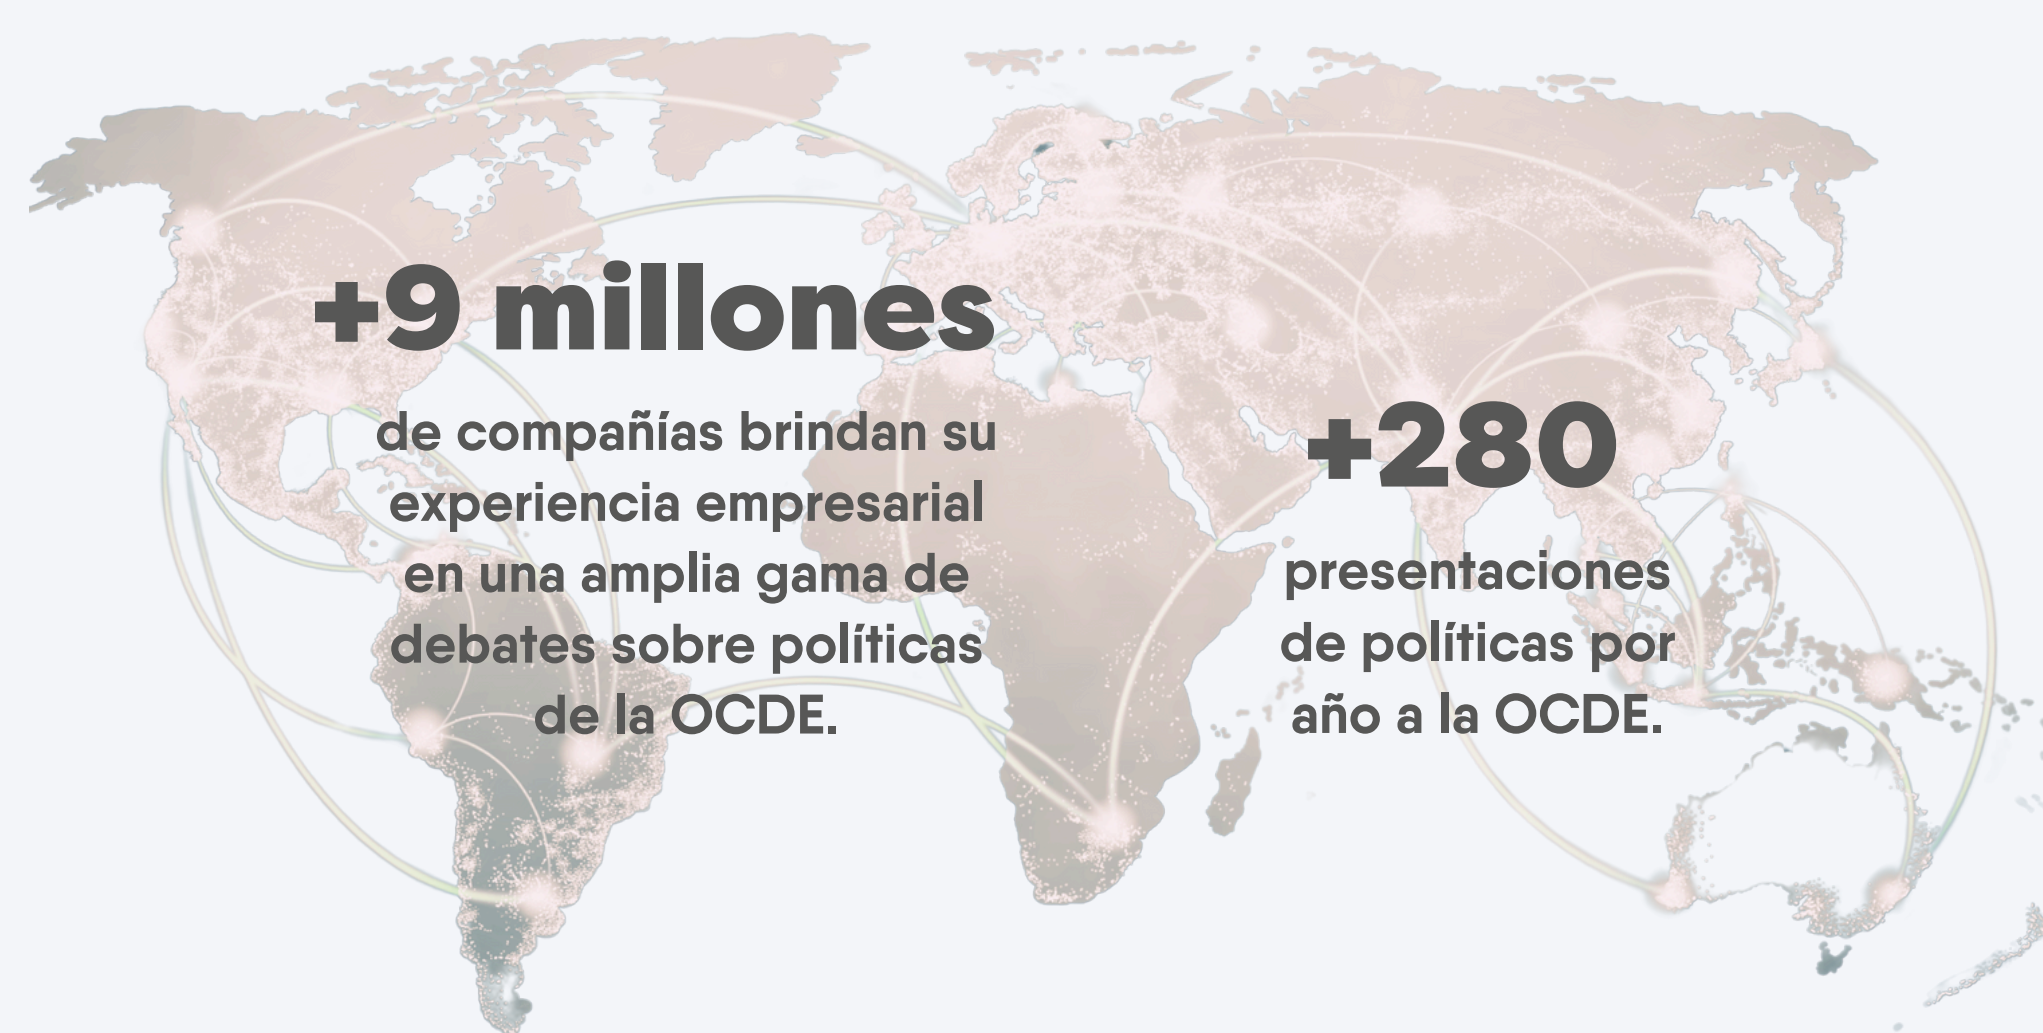 +9 millones
de compañías brindan su
experiencia empresarial
en una amplia gama de
debates sobre políticas
de la OCDE.
+280
presentaciones
de políticas por
año a la OCDE.